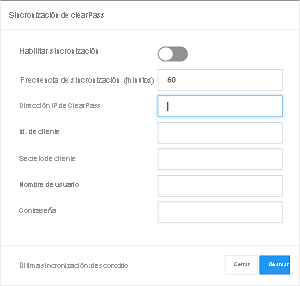 Sincronización de clearPass
Habilitar sincronización
Frecuencia de sincronización (minutos)
60
Dirección IP de ClearPass
Id. de cliente
Secreto de cliente
Nombre de usuario
Contraseña
Última sincronización: desconocido
Cerrar
Guardar